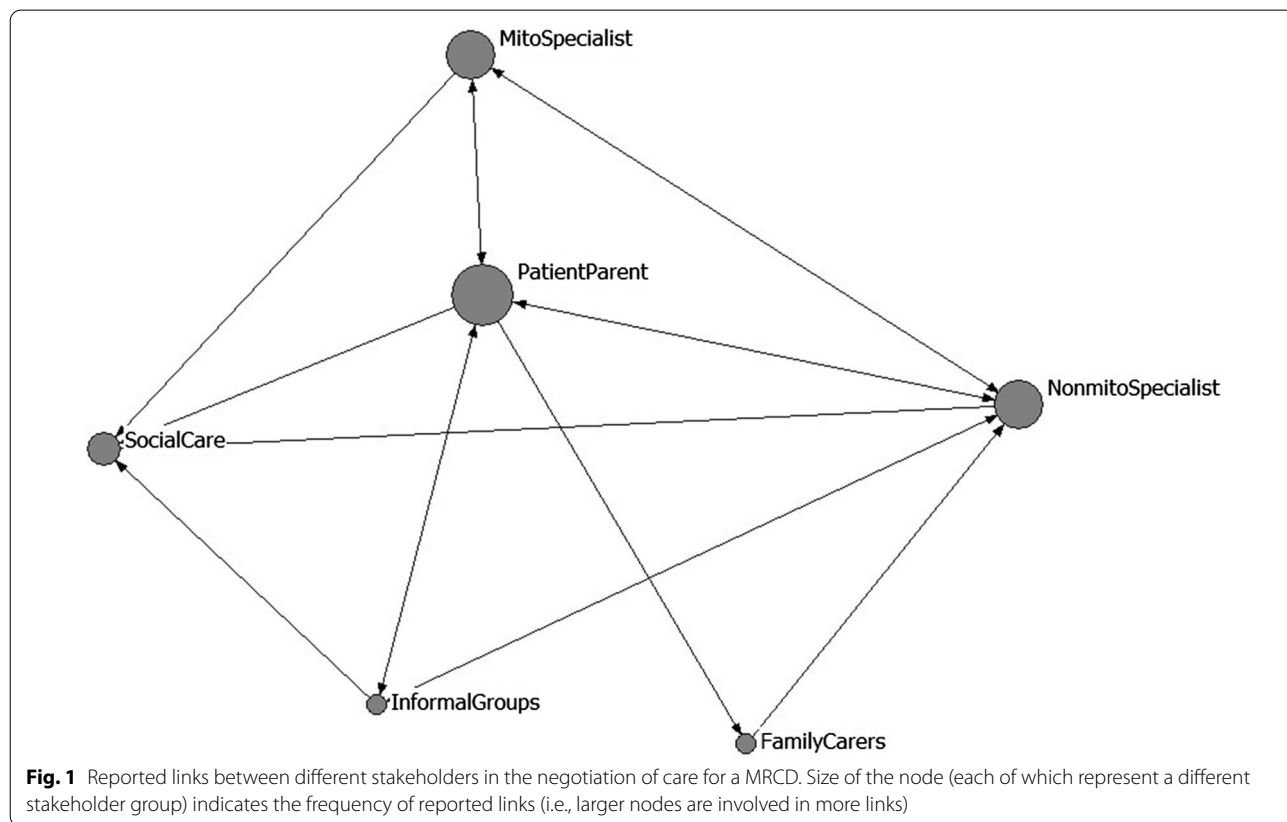 MitoSpecialist
PatientParent
NonmitoSpecialist
SocialCare
InformalGroups
FamilyCarers
Fig. 1 Reported links between different stakeholders in the negotiation of care for a MRCD. Size of the node (each of which represent a different
stakeholder group) indicates the frequency of reported links (i.e., larger nodes are involved in more links)